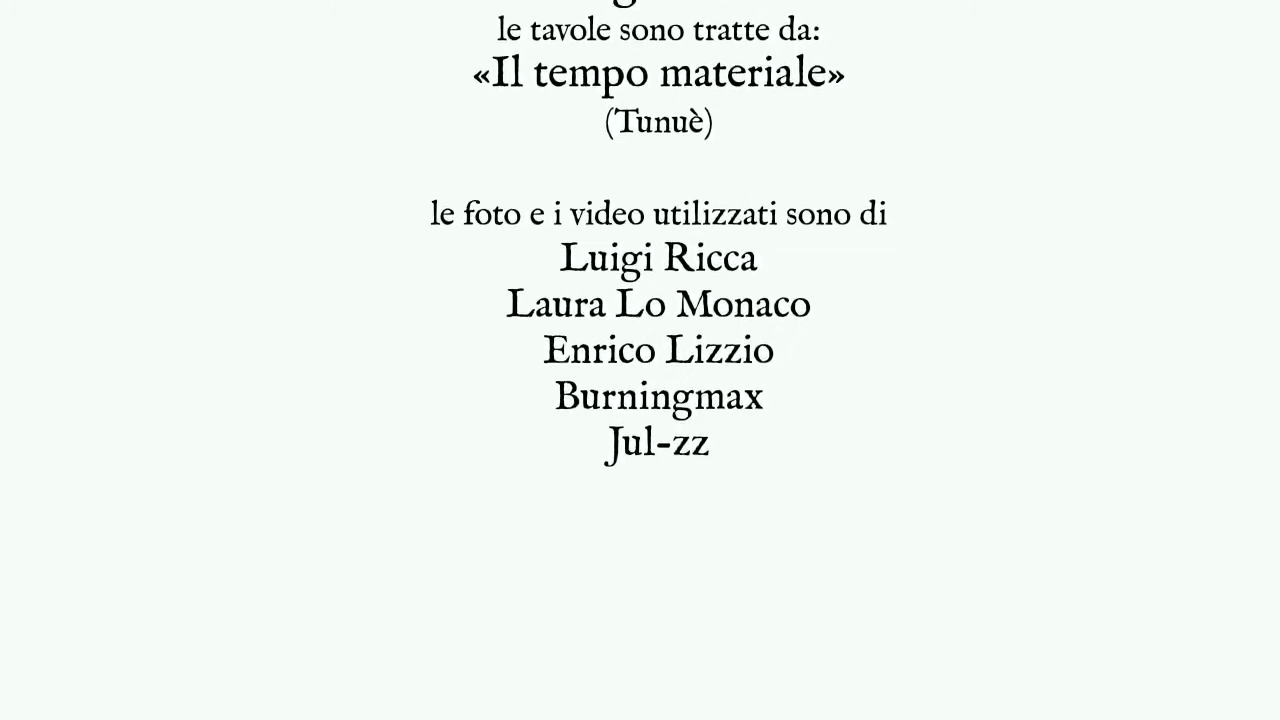 le tavole sono tratte da:
«Il tempo materiale»
(Tunuè)
le foto e i video utilizzati sono di
Luigi Ricca
Laura Lo Monaco
Enrico Lizzio
Burningmax
Jul-zz